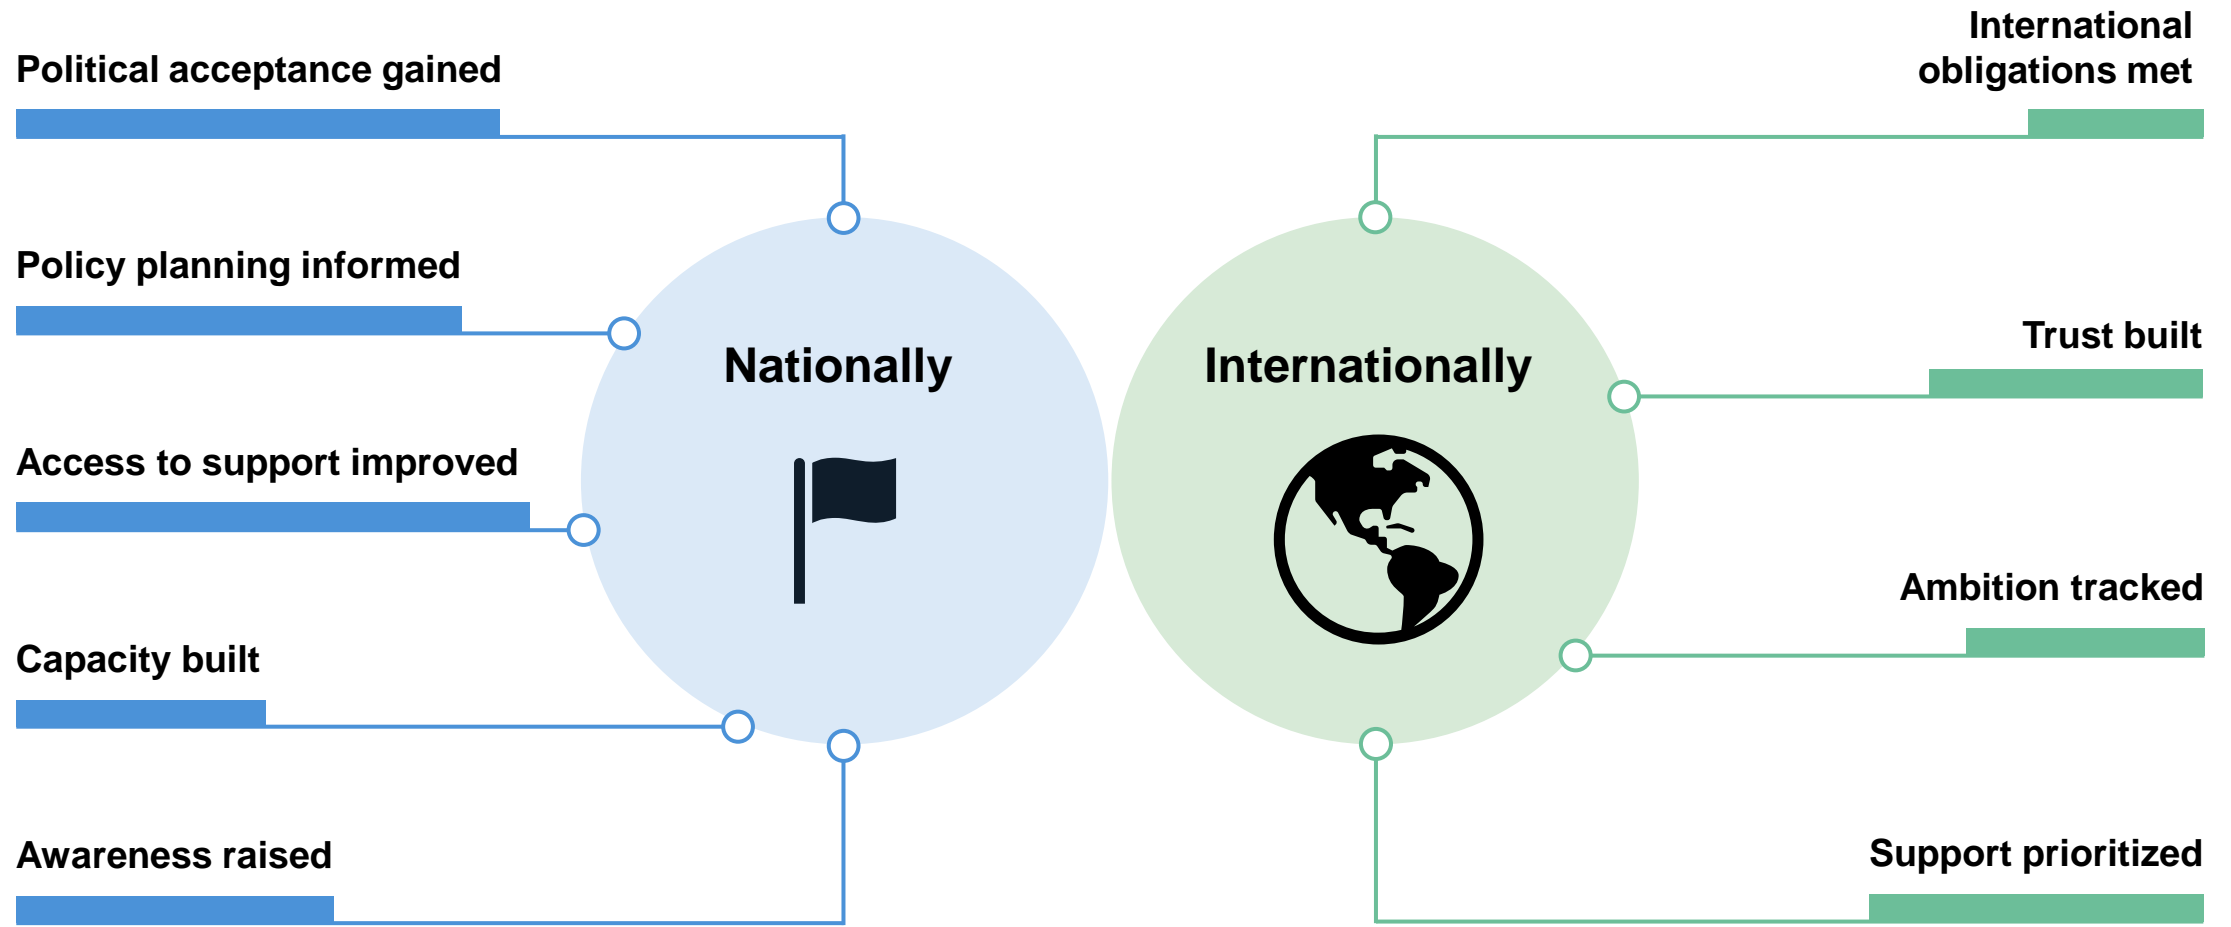 Political acceptance gained
Policy planning informed
Access to support improved
Capacity built
Awareness raised
Nationally
Internationally
International
obligations met
Trust built
Ambition tracked
Support prioritized